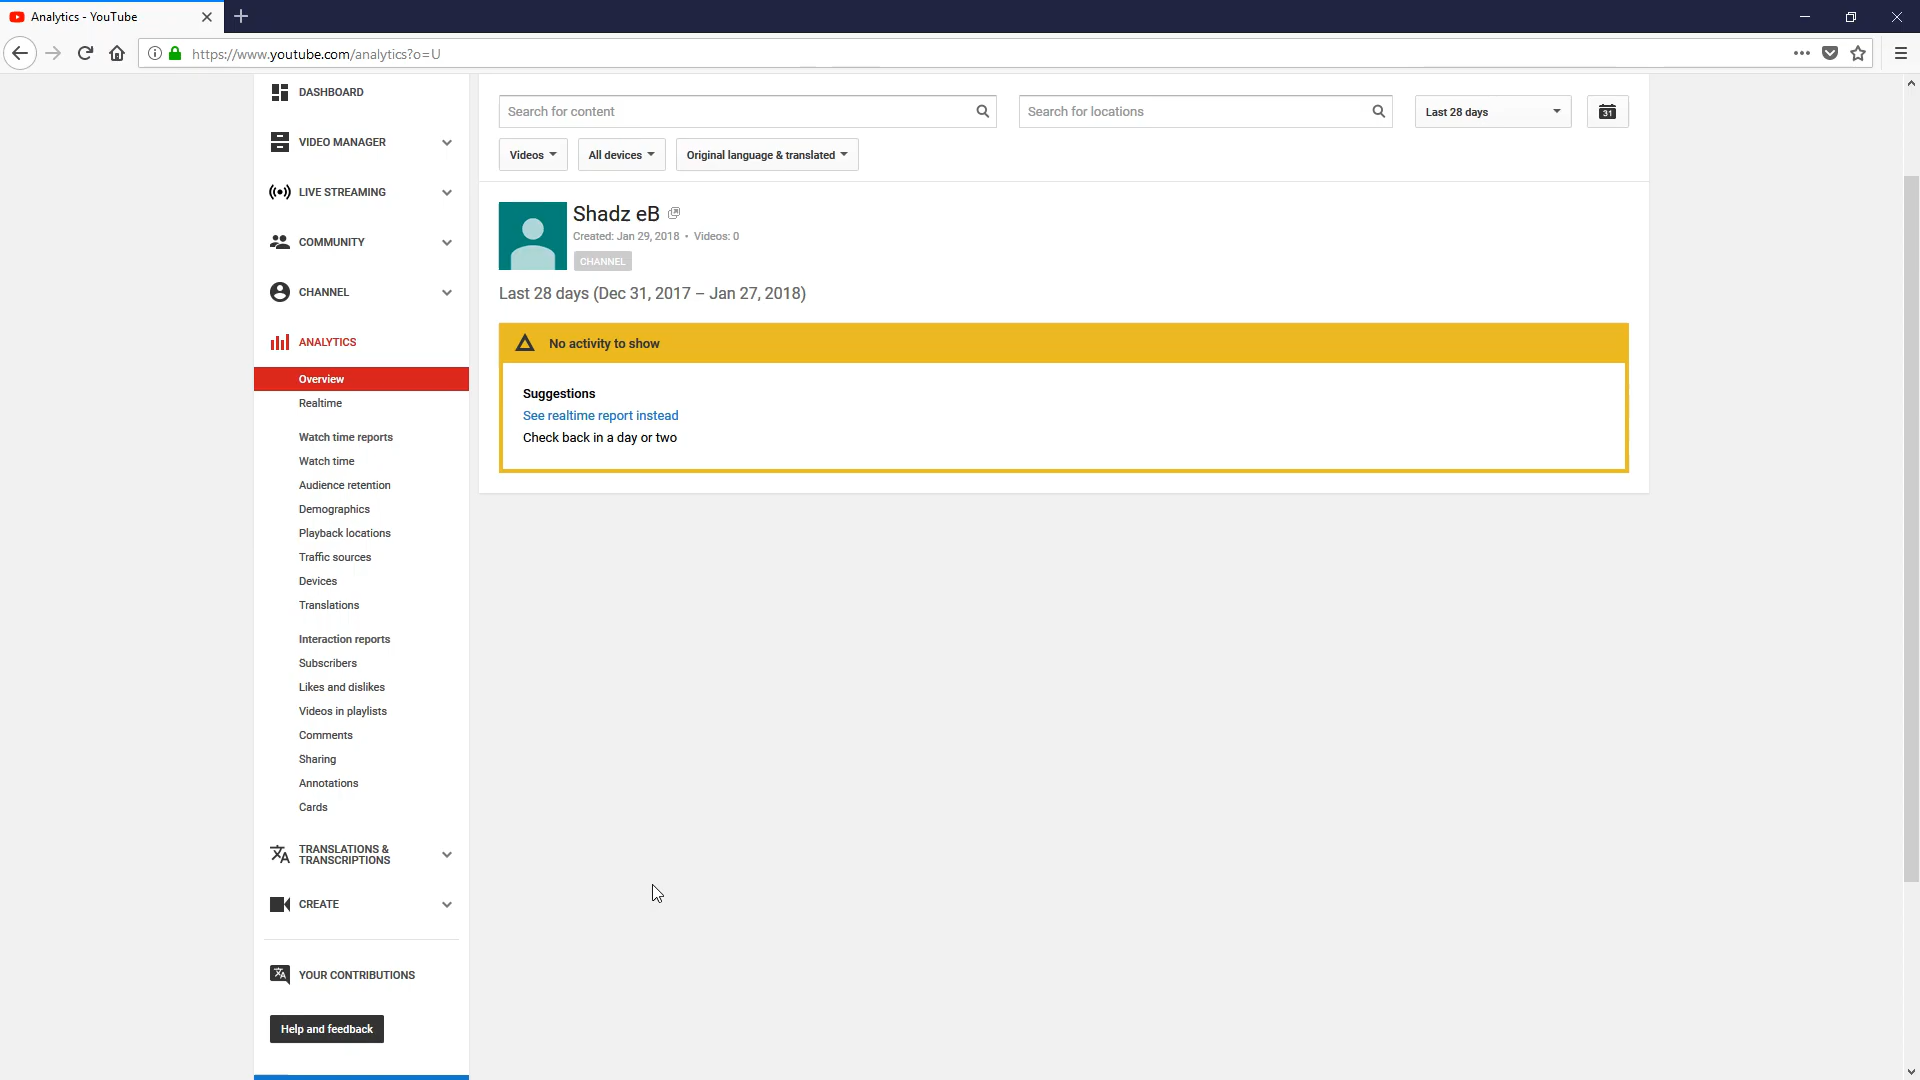 Analytics - YouTube
https://www.youtube.com/analytics?o=U
DASHBOARD
VIDEO MANAGER
LIVE STREAMING
COMMUNITY
CHANNEL
ANALYTICS
Overview
Realtime
Watch time reports
Watch time
Audience retention
Demographics
Playback locations
Traffic sources
Devices
Translations
Interaction reports
Subscribers
Likes and dislikes
Videos in playlists
Comments
Sharing
Annotations
Cards
TRANSLATIONS &
TRANSCRIPTIONS
CREATE
YOUR CONTRIBUTIONS
Help and feedback
Search for content
Search for locations
Last 28 days
31
Videos
All devices
Original language & translated
Shadz eB
Created: Jan 29, 2018 • Videos: 0
CHANNEL
Last 28 days (Dec 31, 2017 – Jan 27, 2018)
No activity to show
Suggestions
See realtime report instead
Check back in a day or two